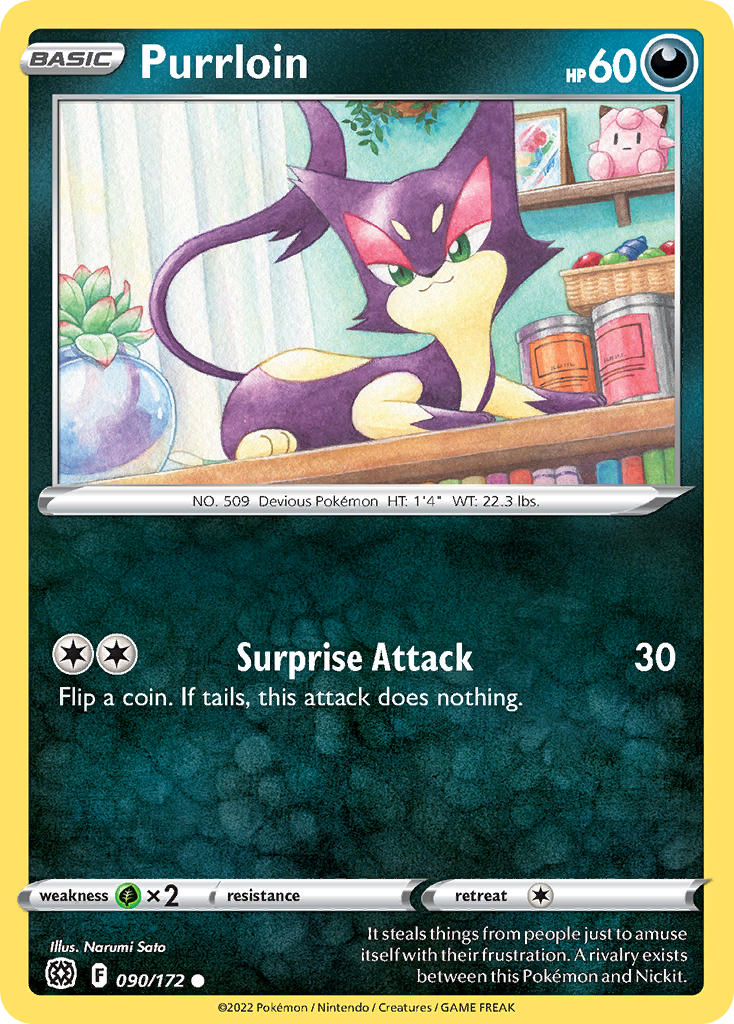 BASIC Purrloin HP60
NO. 509 Devious Pokémon HT: 1'4" WT: 22.3 lbs.
Surprise Attack 30
Flip a coin. If tails, this attack does nothing.
weakness ×2 resistance retreat
Illus. Narumi Sato
F 090/172
It steals things from people just to amuse
itself with their frustration. A rivalry exists
between this Pokémon and Nickit.
©2022 Pokémon / Nintendo / Creatures / GAME FREAK